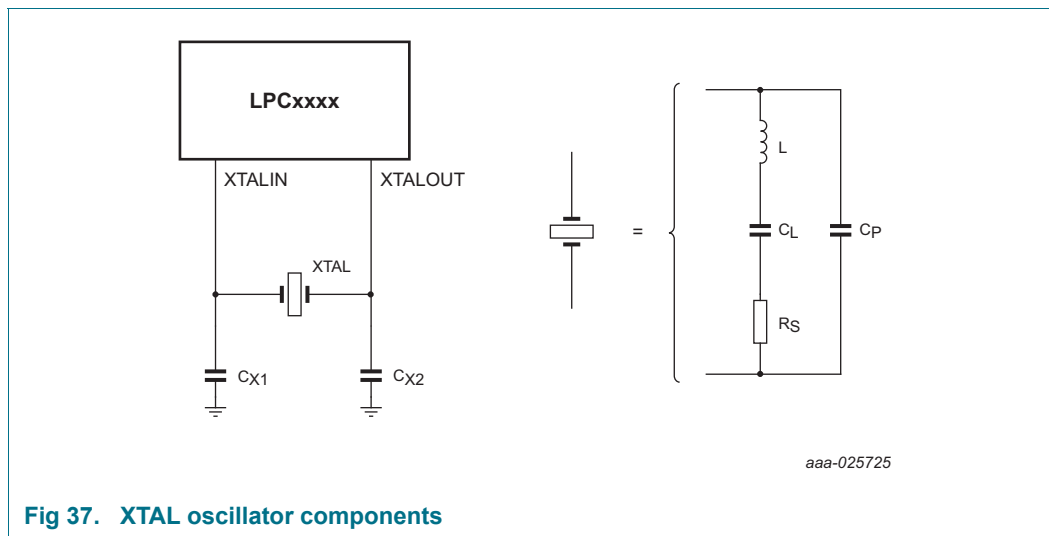 LPCxxxx
XTALIN
XTALOUT
XTAL
CX1
CX2
=
L
CL
CP
RS
aaa-025725
Fig 37. XTAL oscillator components